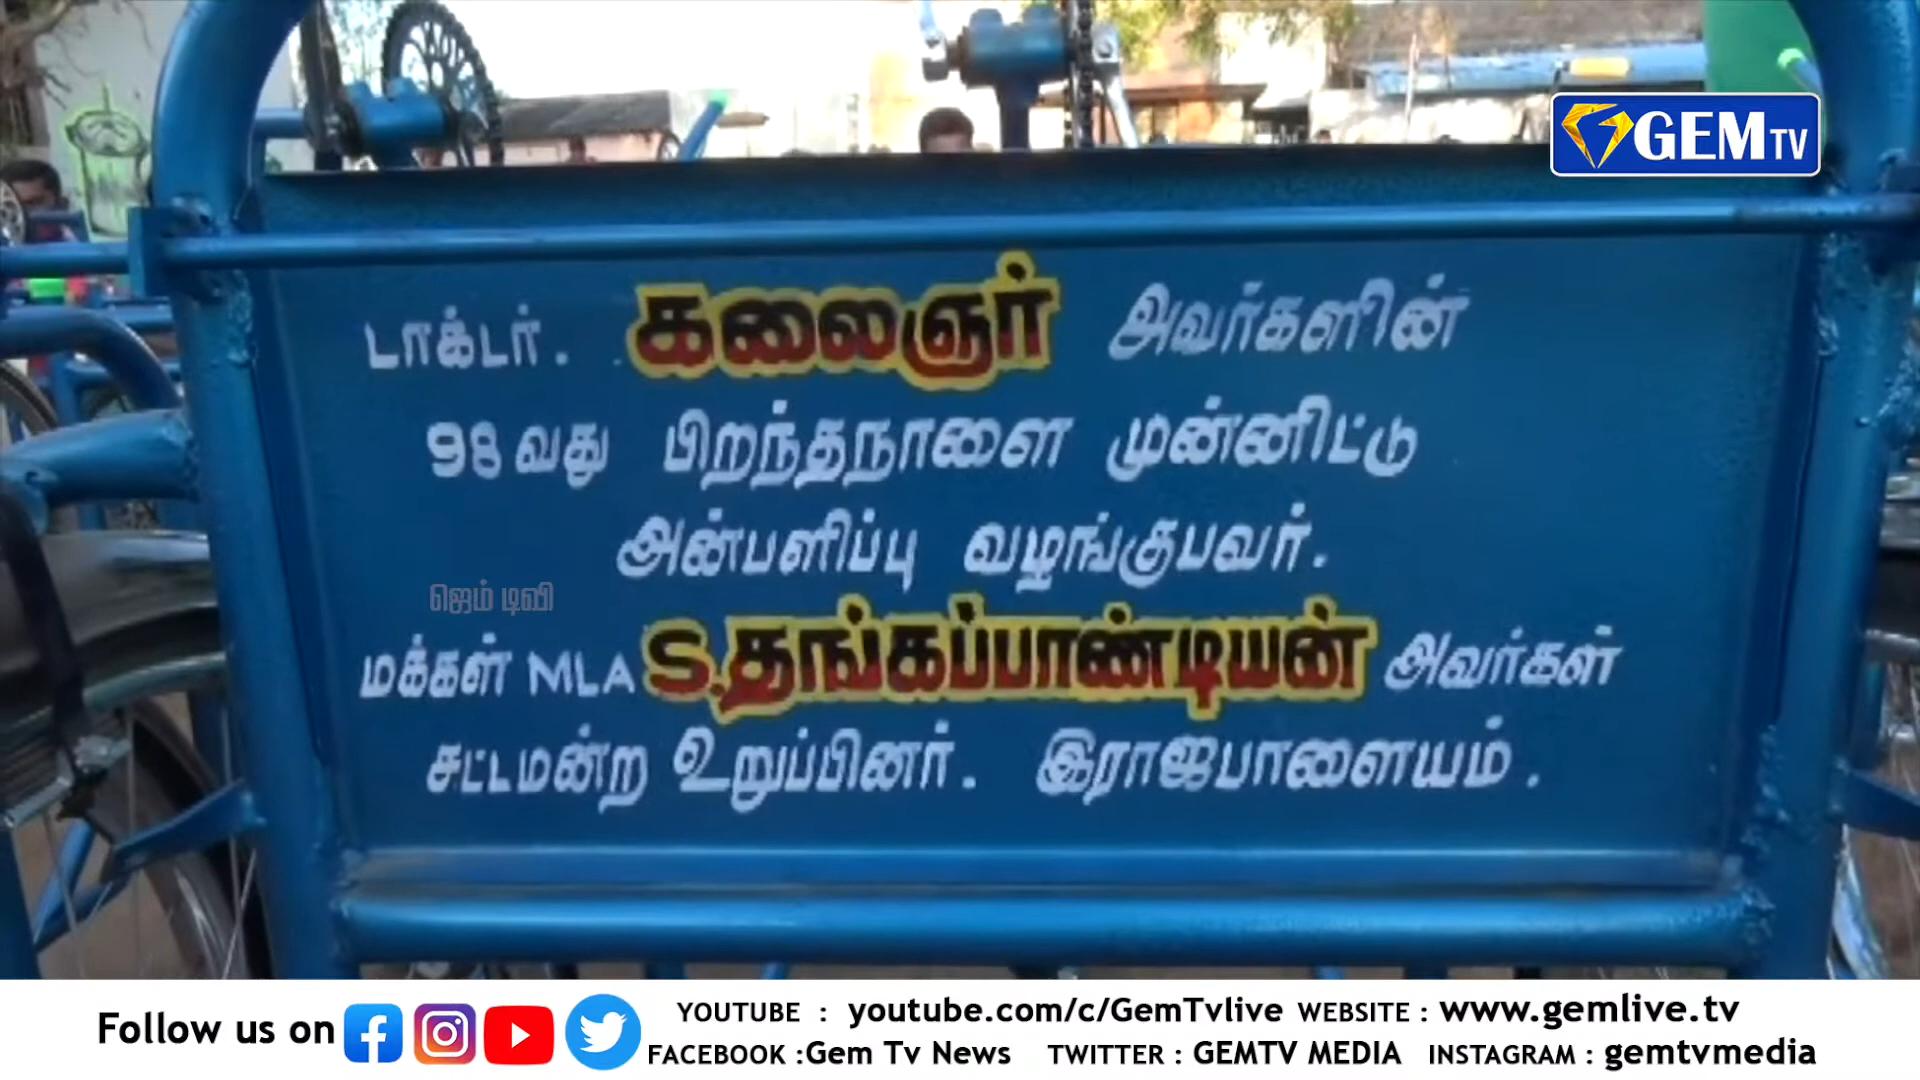 GEM TV
டாக்டர். கலைஞர் அவர்களின்
98 வது பிறந்தநாளை முன்னிட்டு
அன்பளிப்பு வழங்குபவர்.
ஜெம் டிவி
மக்கள் MLA S.தங்கப்பாண்டியன் அவர்கள்
சட்டமன்ற உறுப்பினர். இராஜபாளையம்.
Follow us on
YOUTUBE : youtube.com/c/GemTvlive WEBSITE : www.gemlive.tv
FACEBOOK :Gem Tv News TWITTER : GEMTV MEDIA INSTAGRAM : gemtvmedia